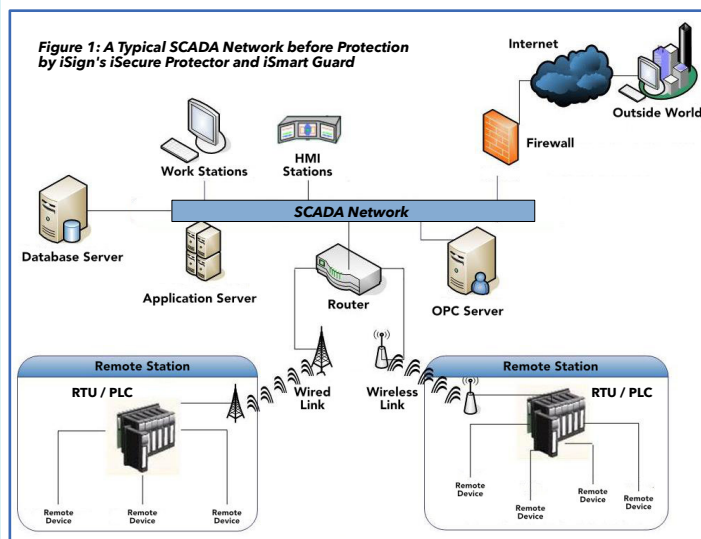 Figure 1: A Typical SCADA Network before Protection
by iSign's iSecure Protector and iSmart Guard
Internet
Outside World
Firewall
Work Stations
HMI
Stations
SCADA Network
Database Server
Application Server
Router
OPC Server
Remote Station
RTU / PLC
Wired
Link
Wireless
Link
Remote Station
RTU / PLC
Remote
Device
Remote
Device
Remote
Device
Remote
Device
Remote
Device
Remote
Device
Remote
Device